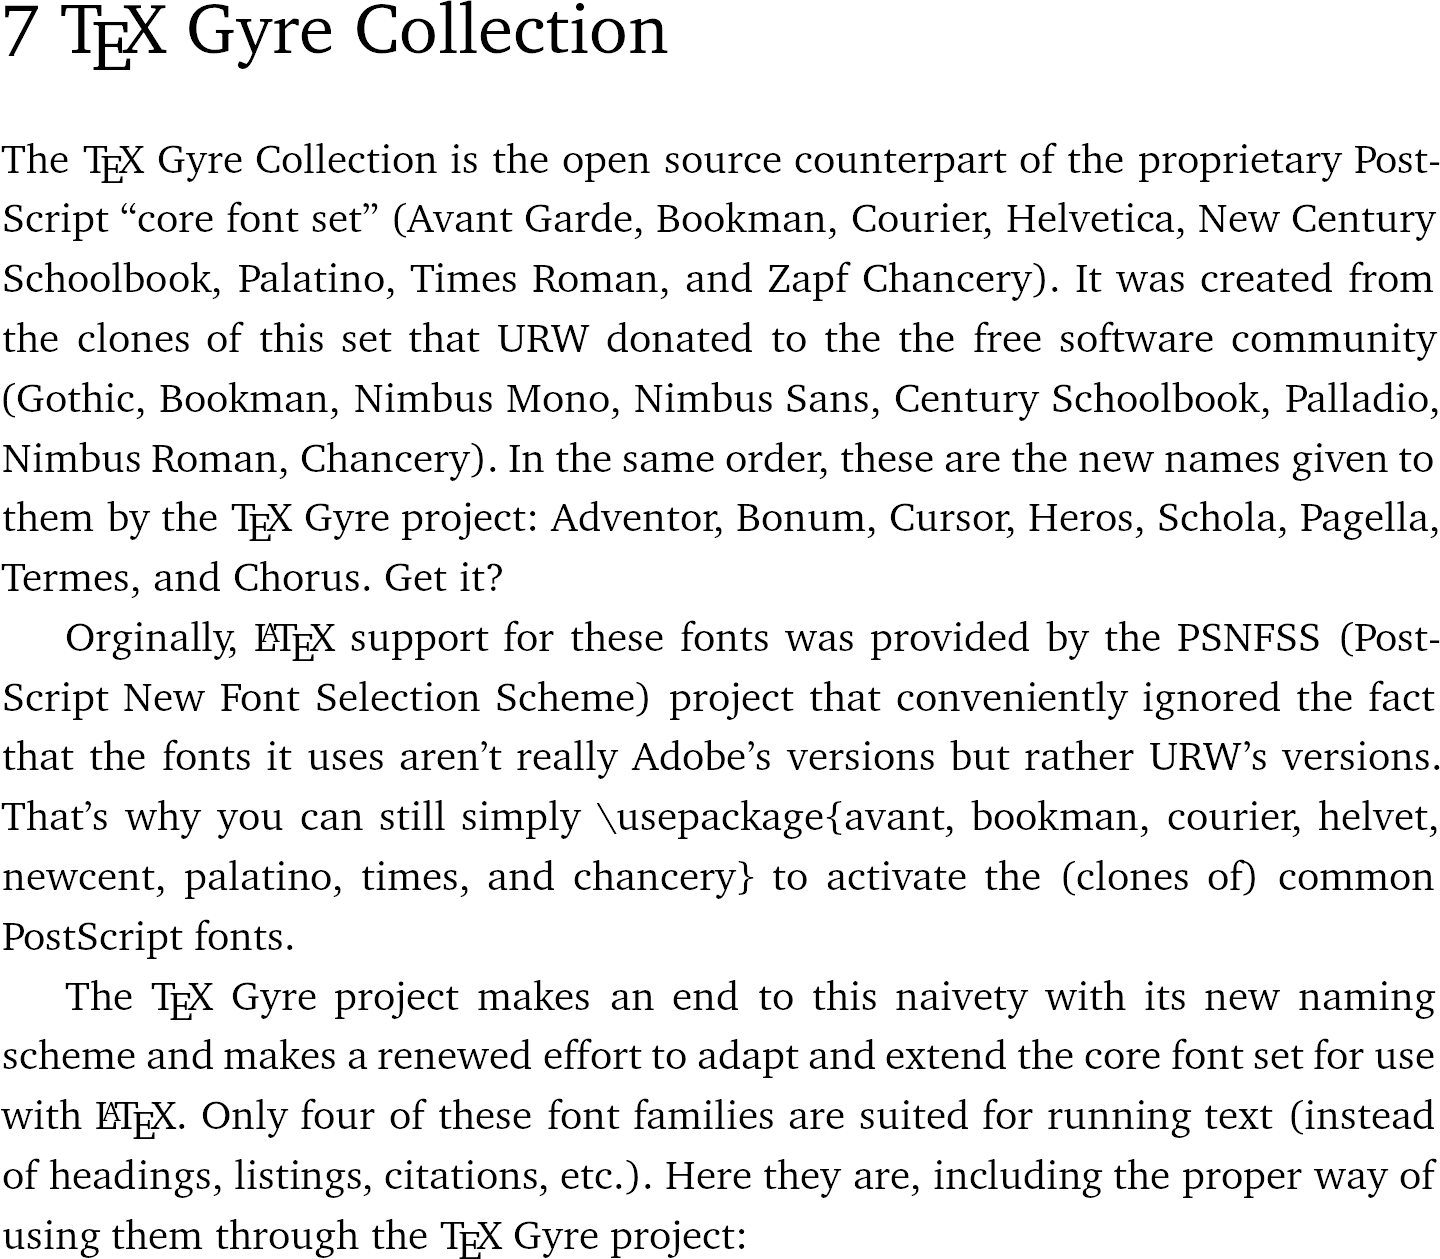 7 TEX Gyre Collection
The TEX Gyre Collection is the open source counterpart of the proprietary Post-
Script “core font set” (Avant Garde, Bookman, Courier, Helvetica, New Century
Schoolbook, Palatino, Times Roman, and Zapf Chancery). It was created from
the clones of this set that URW donated to the the free software community
(Gothic, Bookman, Nimbus Mono, Nimbus Sans, Century Schoolbook, Palladio,
Nimbus Roman, Chancery). In the same order, these are the new names given to
them by the TEX Gyre project: Adventor, Bonum, Cursor, Heros, Schola, Pagella,
Termes, and Chorus. Get it?
Orginally, LATEX support for these fonts was provided by the PSNFSS (Post-
Script New Font Selection Scheme) project that conveniently ignored the fact
that the fonts it uses aren’t really Adobe’s versions but rather URW’s versions.
That’s why you can still simply \usepackage{avant, bookman, courier, helvet,
newcent, palatino, times, and chancery} to activate the (clones of) common
PostScript fonts.
The TEX Gyre project makes an end to this naivety with its new naming
scheme and makes a renewed effort to adapt and extend the core font set for use
with LATEX. Only four of these font families are suited for running text (instead
of headings, listings, citations, etc.). Here they are, including the proper way of
using them through the TEX Gyre project: